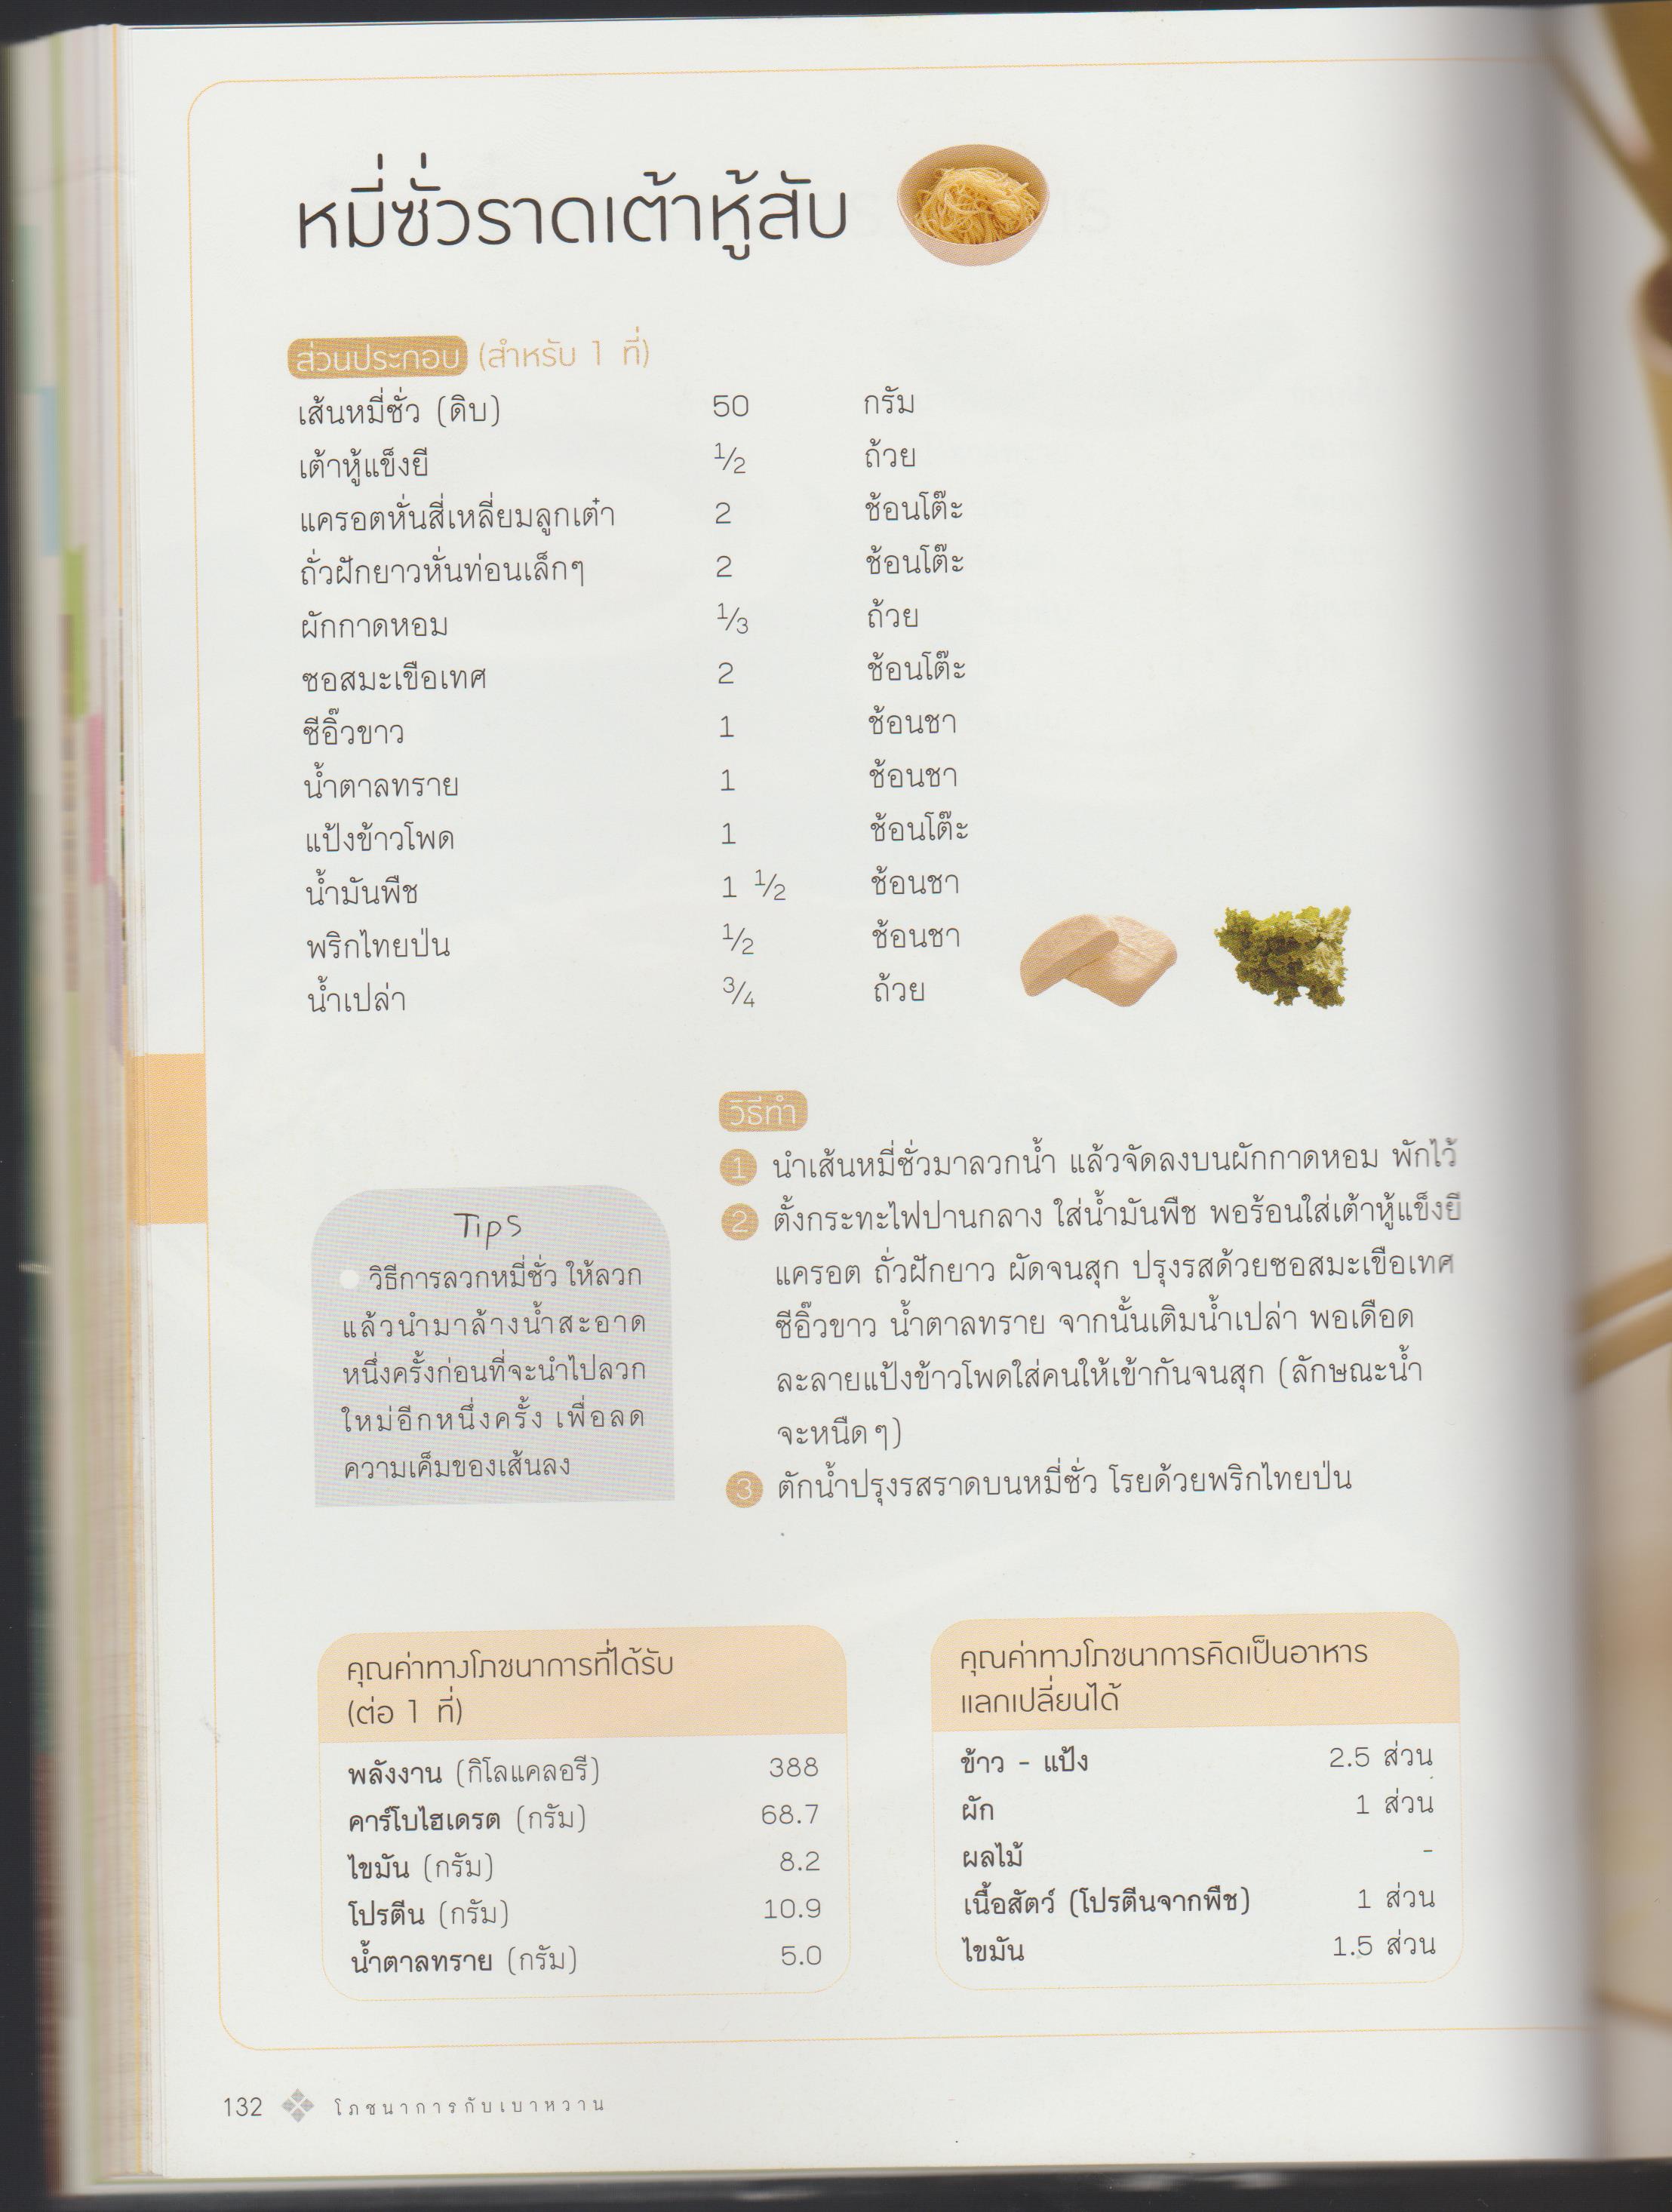 หมี่ซั่วราดเต้าหู้สับ
ส่วนประกอบ (สำหรับ 1 ที่)
เส้นหมี่ซั่ว (ดิบ) 50 กรัม
เต้าหู้แข็งยี ½ ถ้วย
แครอตหั่นสี่เหลี่ยมลูกเต๋า 2 ช้อนโต๊ะ
ถั่วฝักยาวหั่นท่อนเล็กๆ 2 ช้อนโต๊ะ
ผักกาดหอม ⅓ ถ้วย
ซอสมะเขือเทศ 2 ช้อนโต๊ะ
ซีอิ๊วขาว 1 ช้อนชา
น้ำตาลทราย 1 ช้อนชา
แป้งข้าวโพด 1 ช้อนโต๊ะ
น้ำมันพืช 1 ½ ช้อนชา
พริกไทยป่น ½ ช้อนชา
น้ำเปล่า ¾ ถ้วย
วิธีทำ
1 นำเส้นหมี่ซั่วมาลวกน้ำ แล้วจัดลงบนผักกาดหอม พักไว้
2 ตั้งกระทะไฟปานกลาง ใส่น้ำมันพืช พอร้อนใส่เต้าหู้แข็งยี
แครอต ถั่วฝักยาว ผัดจนสุก ปรุงรสด้วยซอสมะเขือเทศ
ซีอิ๊วขาว น้ำตาลทราย จากนั้นเติมน้ำเปล่า พอเดือด
ละลายแป้งข้าวโพดใส่คนให้เข้ากันจนสุก (ลักษณะน้ำ
จะหนืดๆ)
3 ตักน้ำปรุงรสราดบนหมี่ซั่ว โรยด้วยพริกไทยป่น
Tips
วิธีการลวกหมี่ซั่ว ให้ลวก
แล้วนำมาล้างน้ำสะอาด
หนึ่งครั้งก่อนที่จะนำไปลวก
ใหม่อีกหนึ่งครั้ง เพื่อลด
ความเค็มของเส้นลง
คุณค่าทางโภชนาการที่ได้รับ
(ต่อ 1 ที่)
พลังงาน (กิโลแคลอรี) 388
คาร์โบไฮเดรต (กรัม) 68.7
ไขมัน (กรัม) 8.2
โปรตีน (กรัม) 10.9
น้ำตาลทราย (กรัม) 5.0
คุณค่าทางโภชนาการคิดเป็นอาหาร
แลกเปลี่ยนได้
ข้าว - แป้ง 2.5 ส่วน
ผัก 1 ส่วน
ผลไม้ -
เนื้อสัตว์ (โปรตีนจากพืช) 1 ส่วน
ไขมัน 1.5 ส่วน
132 โภชนาการกับเบาหวาน